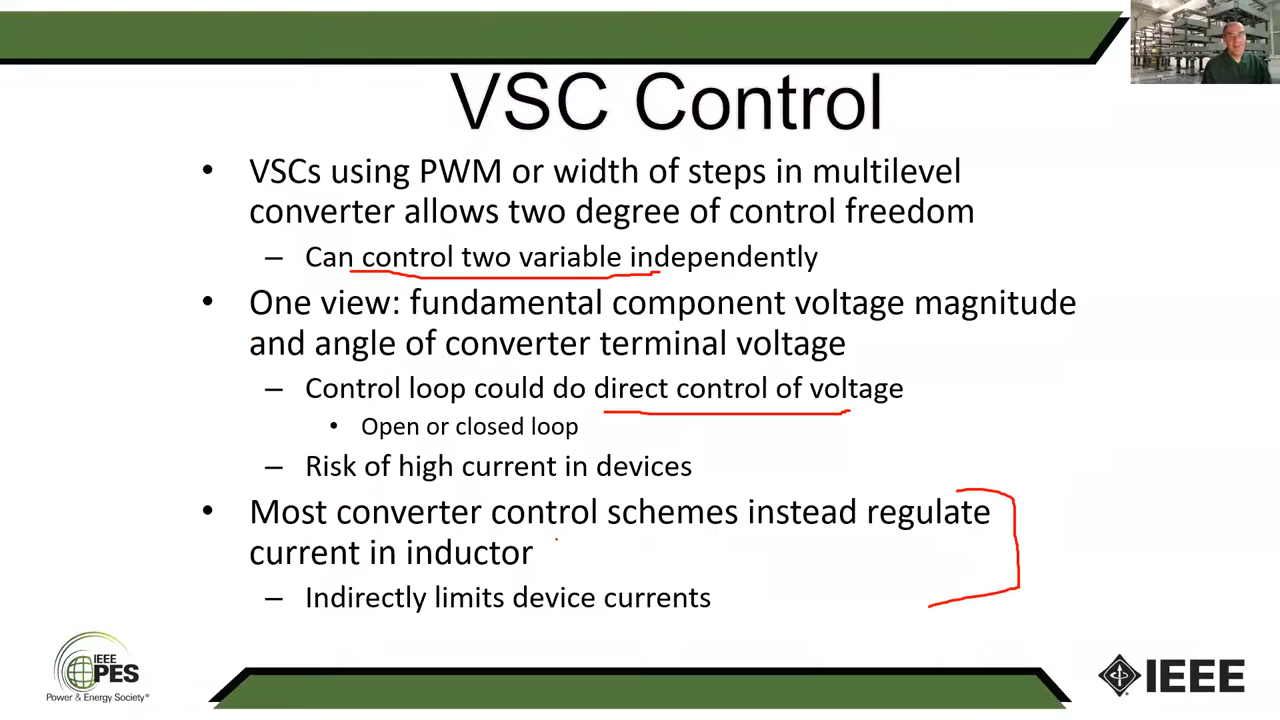 VSC Control
• VSCs using PWM or width of steps in multilevel
converter allows two degree of control freedom
– Can control two variable independently
• One view: fundamental component voltage magnitude
and angle of converter terminal voltage
– Control loop could do direct control of voltage
• Open or closed loop
– Risk of high current in devices
• Most converter control schemes instead regulate
current in inductor
– Indirectly limits device currents
IEEE
PES
Power & Energy Society®
IEEE